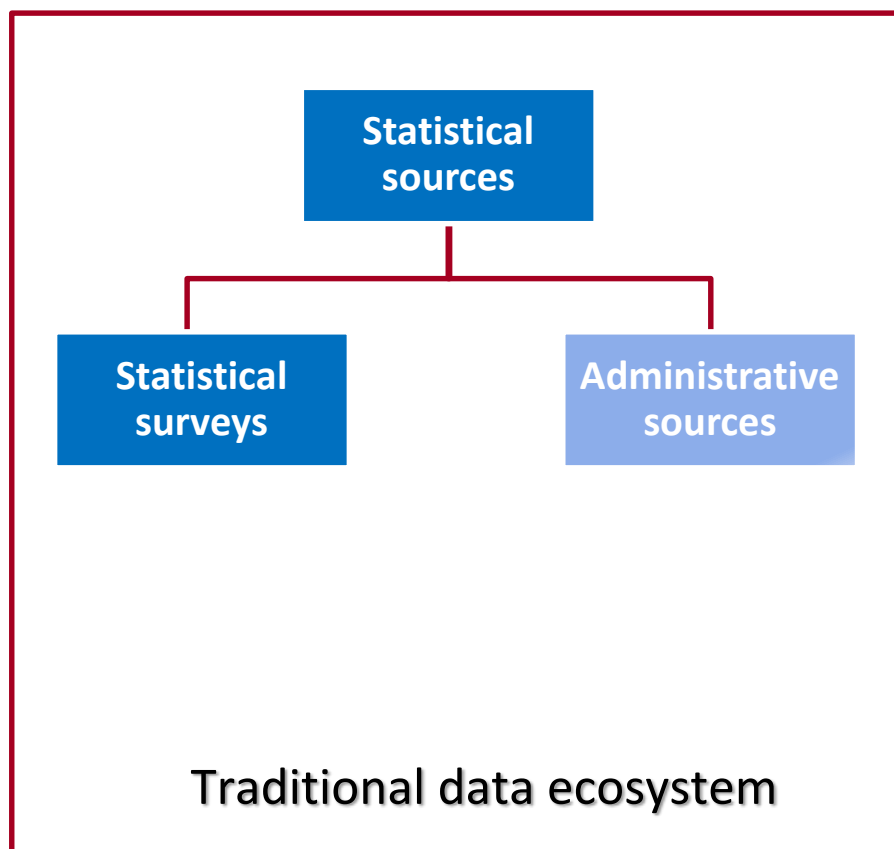 Statistical
sources
Statistical
surveys
Administrative
sources
Traditional data ecosystem